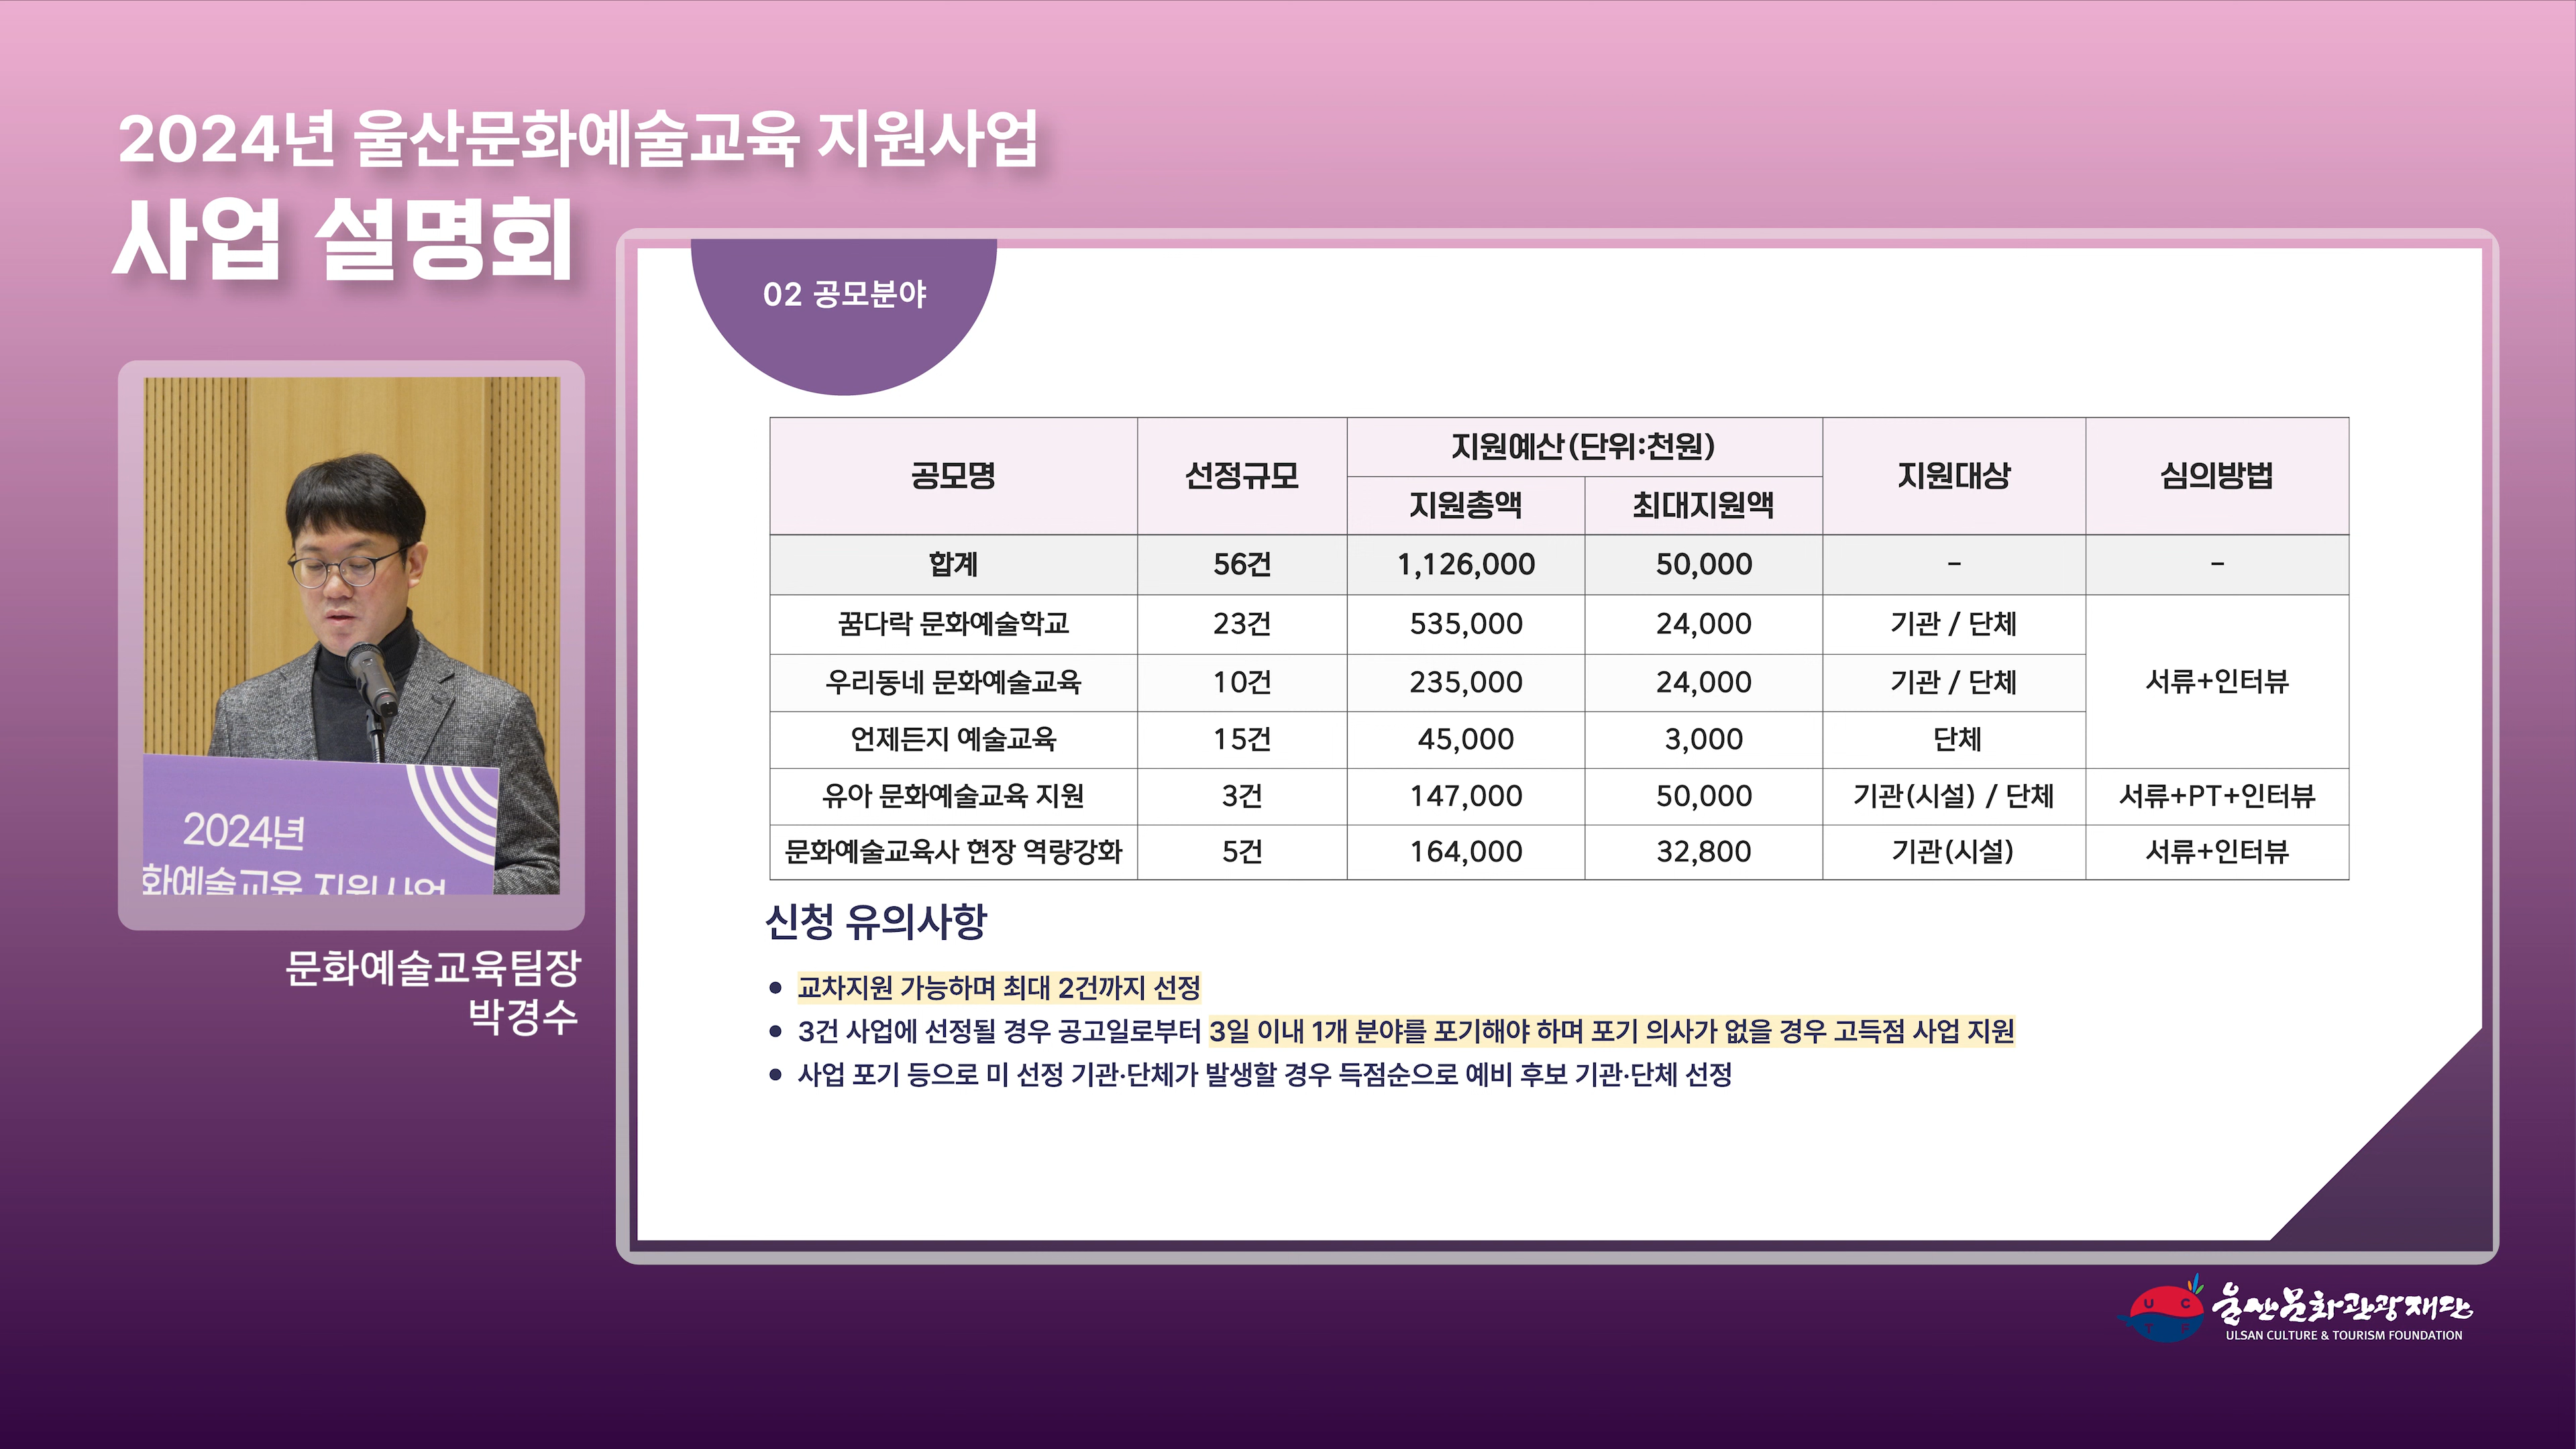 2024년 울산문화예술교육 지원사업
사업 설명회
02 공모분야
공모명 선정규모 지원예산(단위:천원) 지원대상 심의방법
지원총액 최대지원액
합계 56건 1,126,000 50,000 – –
꿈다락 문화예술학교 23건 535,000 24,000 기관 / 단체
우리동네 문화예술교육 10건 235,000 24,000 기관 / 단체 서류+인터뷰
언제든지 예술교육 15건 45,000 3,000 단체
유아 문화예술교육 지원 3건 147,000 50,000 기관(시설) / 단체 서류+PT+인터뷰
문화예술교육사 현장 역량강화 5건 164,000 32,800 기관(시설) 서류+인터뷰
신청 유의사항
• 교차지원 가능하며 최대 2건까지 선정
• 3건 사업에 선정될 경우 공고일로부터 3일 이내 1개 분야를 포기해야 하며 포기 의사가 없을 경우 고득점 사업 지원
• 사업 포기 등으로 미 선정 기관·단체가 발생할 경우 득점순으로 예비 후보 기관·단체 선정
2024년
화예술교육 지원사업
문화예술교육팀장
박경수
U C
T F
울산문화관광재단
ULSAN CULTURE & TOURISM FOUNDATION